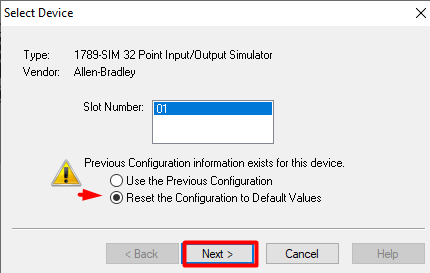 Select Device
Type: 1789-SIM 32 Point Input/Output Simulator
Vendor: Allen-Bradley
Slot Number: 01
Previous Configuration information exists for this device.
Use the Previous Configuration
Reset the Configuration to Default Values
< Back Next > Cancel Help